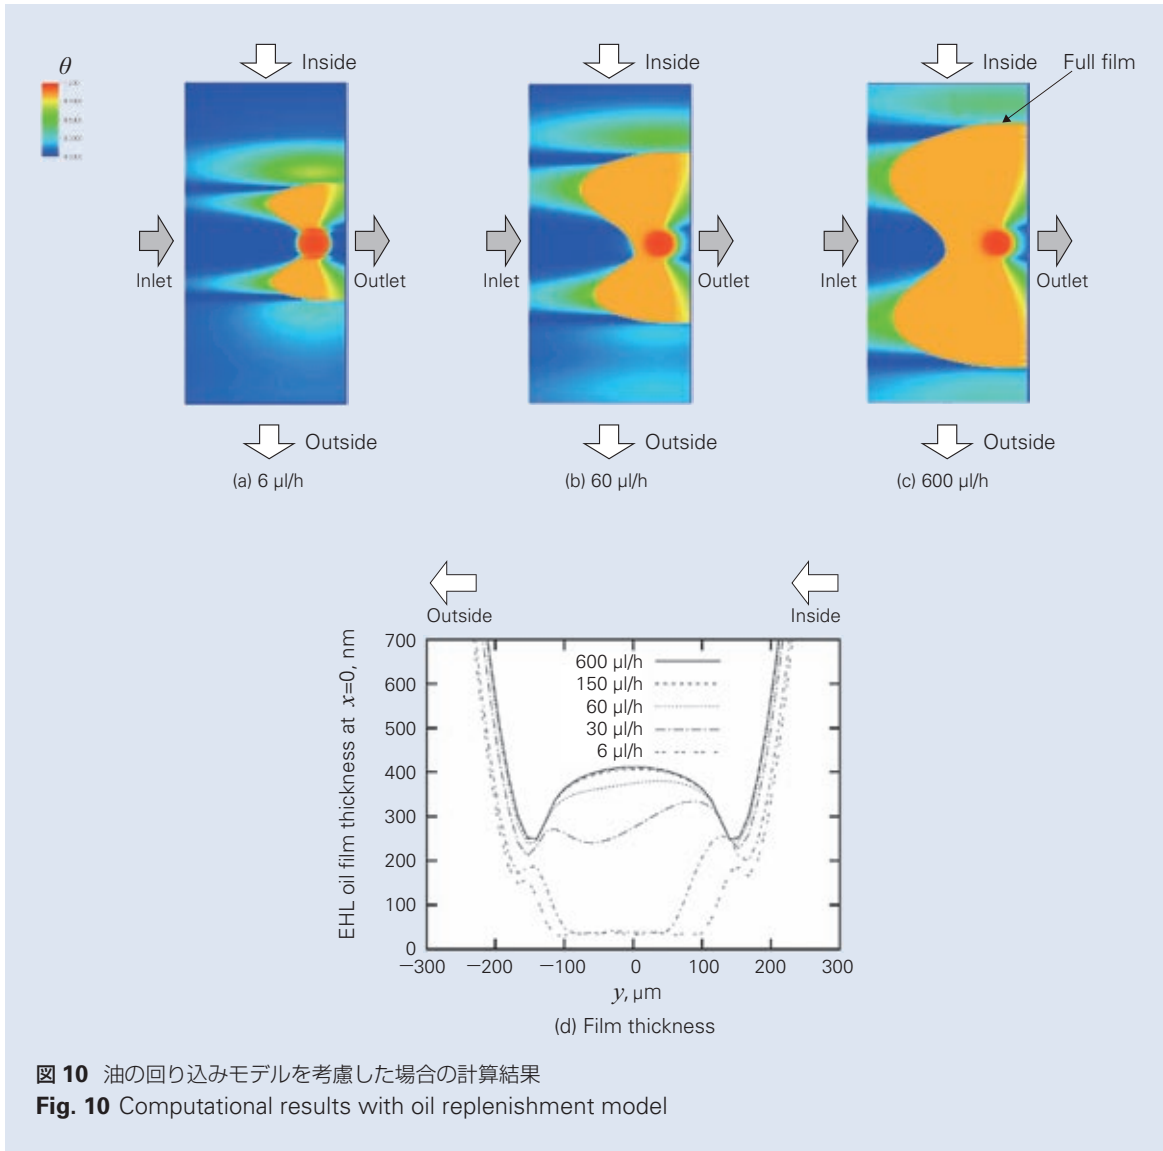 θ
Inside
Inside
Inside
Full film
Inlet
Outlet
Inlet
Outlet
Inlet
Outlet
Outside
Outside
Outside
(a) 6 µl/h
(b) 60 µl/h
(c) 600 µl/h
Outside
Inside
EHL oil film thickness at x=0, nm
700
600
500
400
300
200
100
0
600 µl/h
150 µl/h
60 µl/h
30 µl/h
6 µl/h
−300
−200
−100
0
100
200
300
y, µm
(d) Film thickness
図 10 油の回り込みモデルを考慮した場合の計算結果
Fig. 10 Computational results with oil replenishment model